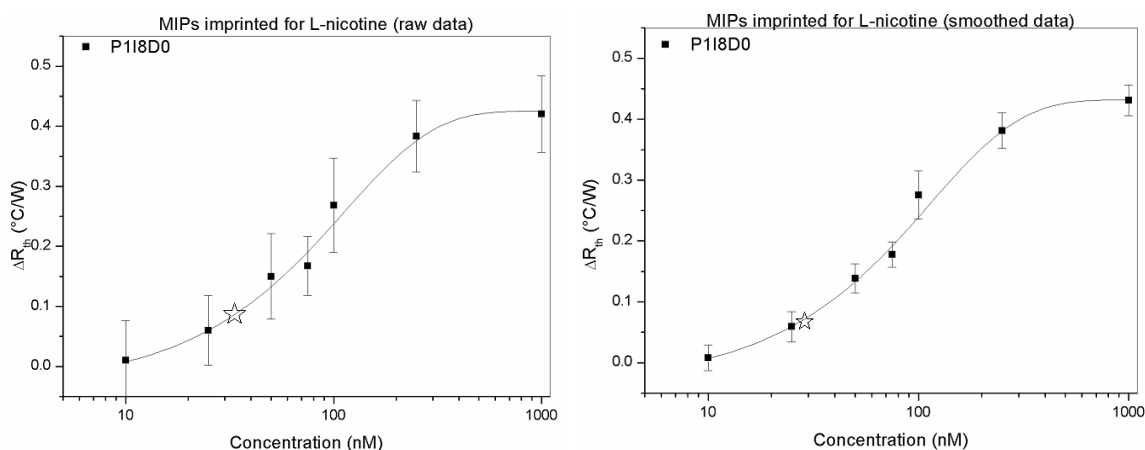 MIPs imprinted for L-nicotine (raw data)
P1I8D0
0.5
0.4
0.3
0.2
0.1
0.0
ΔRth (°C/W)
10
100
1000
Concentration (nM)
MIPs imprinted for L-nicotine (smoothed data)
P1I8D0
0.5
0.4
0.3
0.2
0.1
0.0
ΔRth (°C/W)
10
100
1000
Concentration (nM)